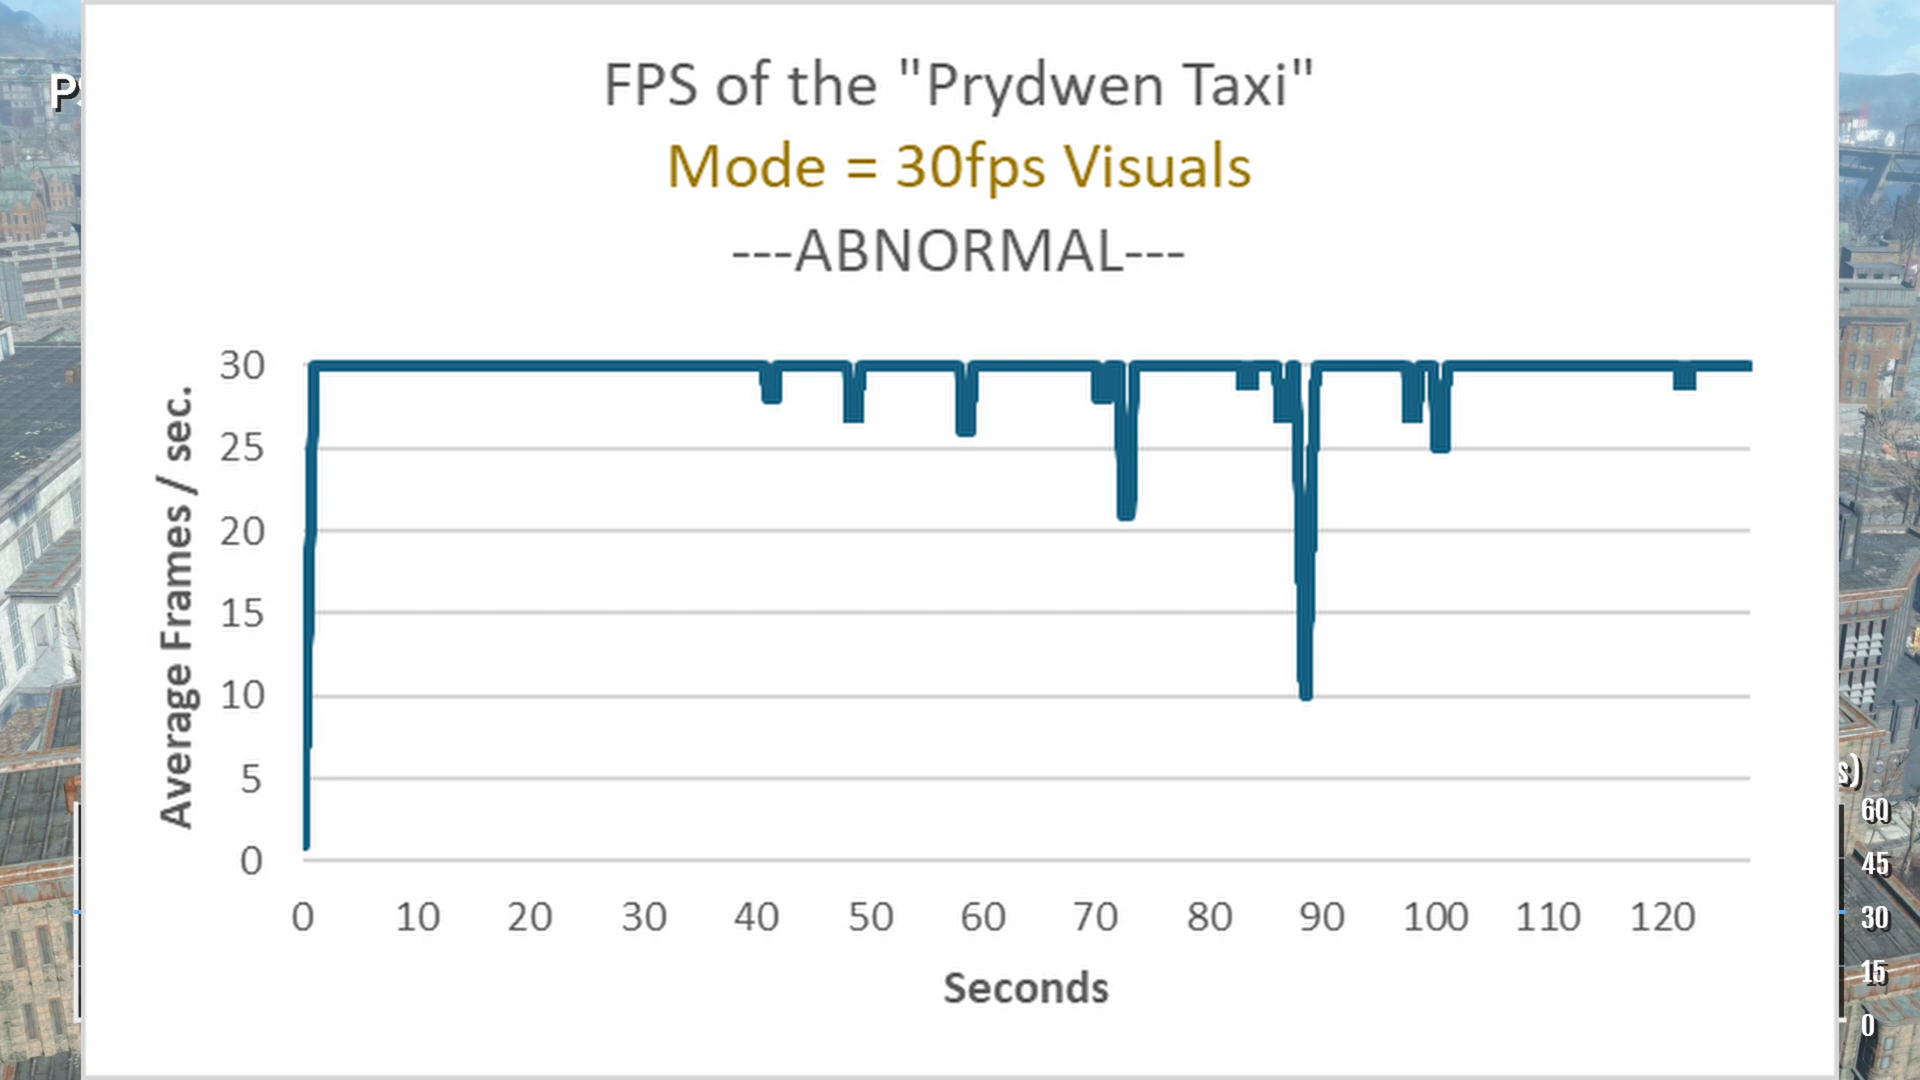 FPS of the "Prydwen Taxi"
Mode = 30fps Visuals
---ABNORMAL---
Average Frames / sec.
30
25
20
15
10
5
0
0 10 20 30 40 50 60 70 80 90 100 110 120
Seconds
60
45
30
15
0